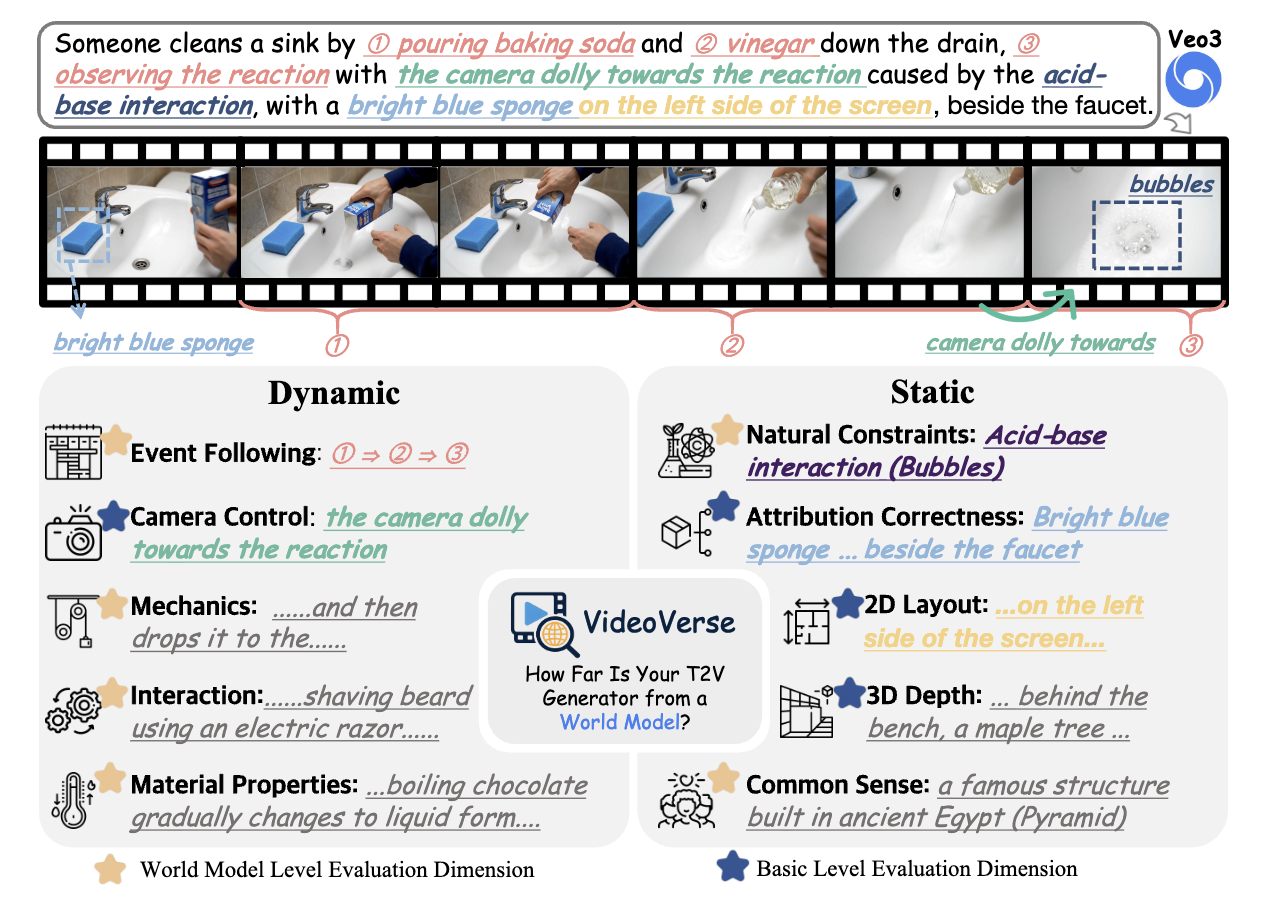 Someone cleans a sink by ① pouring baking soda and ② vinegar down the drain, ③
observing the reaction with the camera dolly towards the reaction caused by the acid-
base interaction, with a bright blue sponge on the left side of the screen, beside the faucet.
Veo3
bubbles
bright blue sponge
①
②
camera dolly towards
③
Dynamic
Event Following: ① ⇒ ② ⇒ ③
Camera Control: the camera dolly
towards the reaction
Mechanics: ......and then
drops it to the......
Interaction:......shaving beard
using an electric razor......
Material Properties: ...boiling chocolate
gradually changes to liquid form....
Static
Natural Constraints: Acid-base
interaction (Bubbles)
Attribution Correctness: Bright blue
sponge ... beside the faucet
2D Layout: ...on the left
side of the screen...
3D Depth: ... behind the
bench, a maple tree ...
Common Sense: a famous structure
built in ancient Egypt (Pyramid)
VideoVerse
How Far Is Your T2V
Generator from a
World Model?
World Model Level Evaluation Dimension
Basic Level Evaluation Dimension